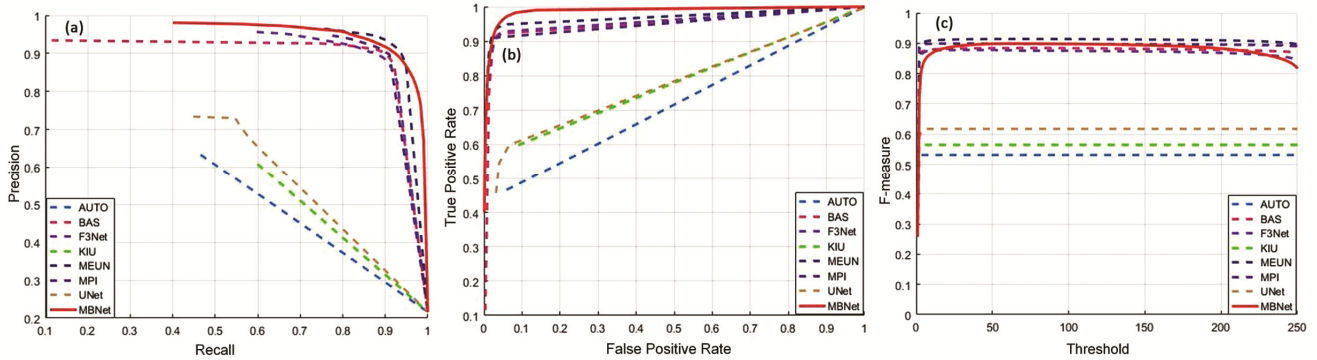 (a)
Precision
1
0.9
0.8
0.7
0.6
0.5
0.4
0.3
0.2
0.1 0.2 0.3 0.4 0.5 0.6 0.7 0.8 0.9 1
Recall
AUTO
BAS
F3Net
KIU
MEUN
MPI
UNet
MBNet
(b)
True Positive Rate
1
0.9
0.8
0.7
0.6
0.5
0.4
0.3
0.2
0.1
0 0.1 0.2 0.3 0.4 0.5 0.6 0.7 0.8 0.9 1
False Positive Rate
AUTO
BAS
F3Net
KIU
MEUN
MPI
UNet
MBNet
(c)
F-measure
1
0.9
0.8
0.7
0.6
0.5
0.4
0.3
0.2
0.1
0
0 50 100 150 200 250
Threshold
AUTO
BAS
F3Net
KIU
MEUN
MPI
UNet
MBNet